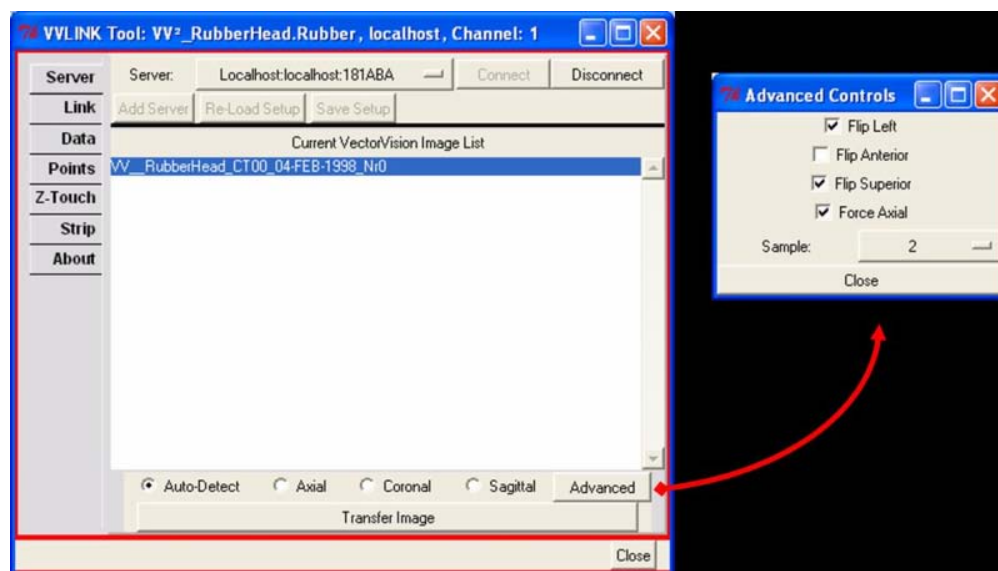 VVLINK Tool: VV²_RubberHead.Rubber, localhost, Channel: 1
Server
Link
Data
Points
Z-Touch
Strip
About
Server: Localhost:localhost:181ABA Connect Disconnect
Add Server Re-Load Setup Save Setup
Current VectorVision Image List
VV__RubberHead_CT00_04-FEB-1998_Nr0
Auto-Detect Axial Coronal Sagittal Advanced
Transfer Image
Close
Advanced Controls
Flip Left
Flip Anterior
Flip Superior
Force Axial
Sample: 2
Close